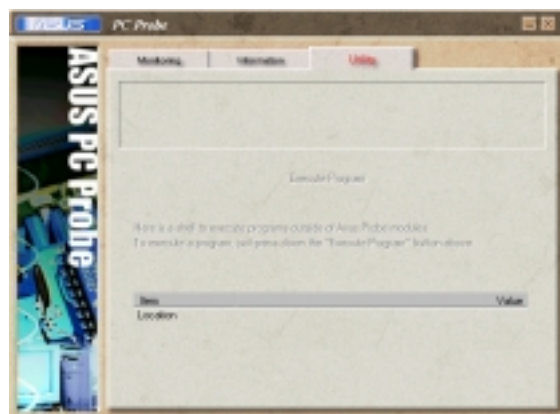 ASUS PC Probe
Monitoring Information Utility
ASUS PC Probe
Execute Program
Here is a shell to execute programs outside of Asus Probe modules
To execute a program, just press down the "Execute Program" button above
Item Value
Location